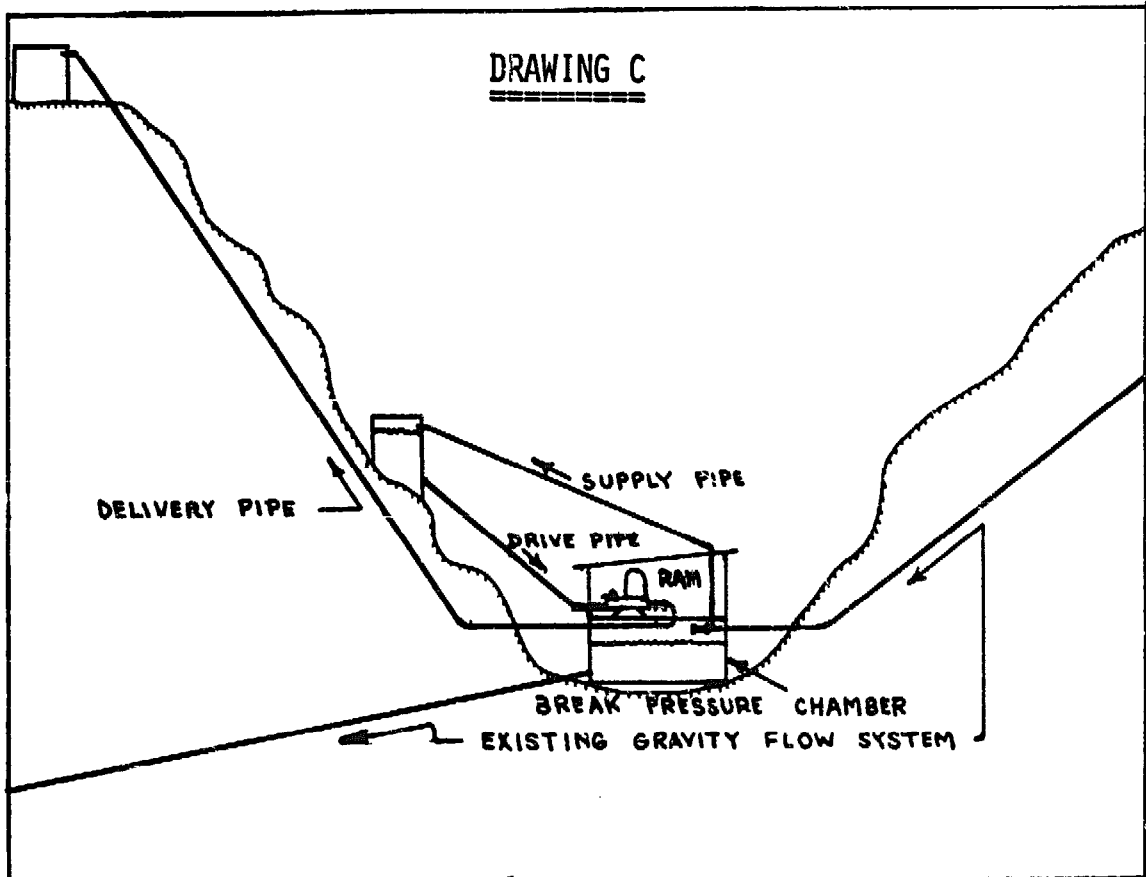 DRAWING C
SUPPLY PIPE
DELIVERY PIPE
DRIVE PIPE
RAM
BREAK PRESSURE CHAMBER
EXISTING GRAVITY FLOW SYSTEM